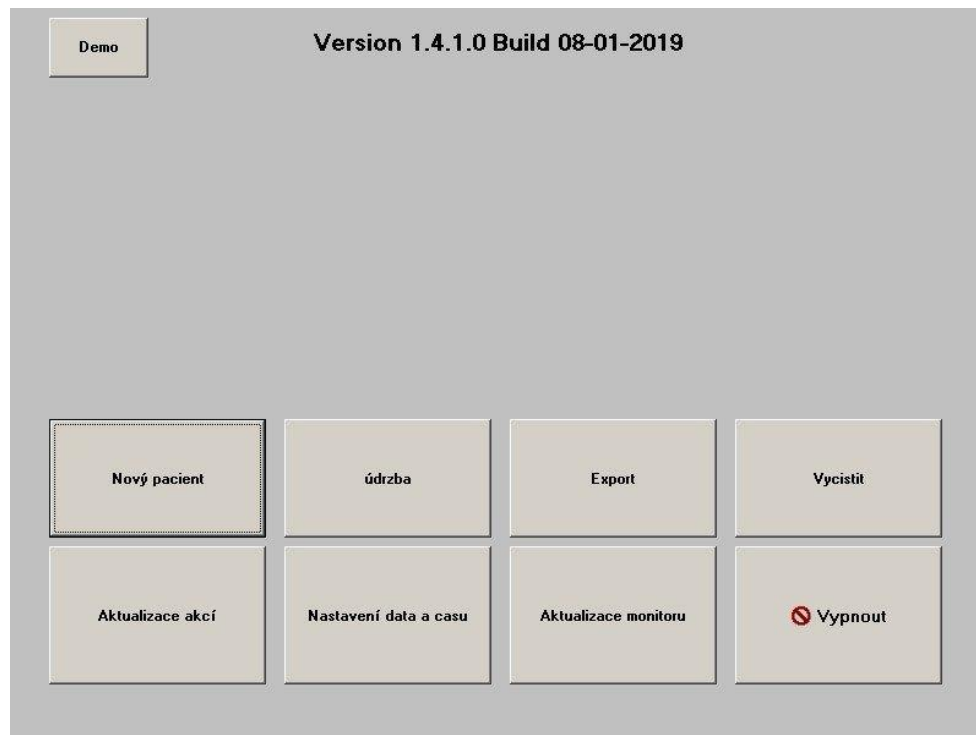 Demo
Version 1.4.1.0 Build 08-01-2019
Nový pacient
údrzba
Export
Vycistit
Aktualizace akcí
Nastavení data a casu
Aktualizace monitoru
Vypnout